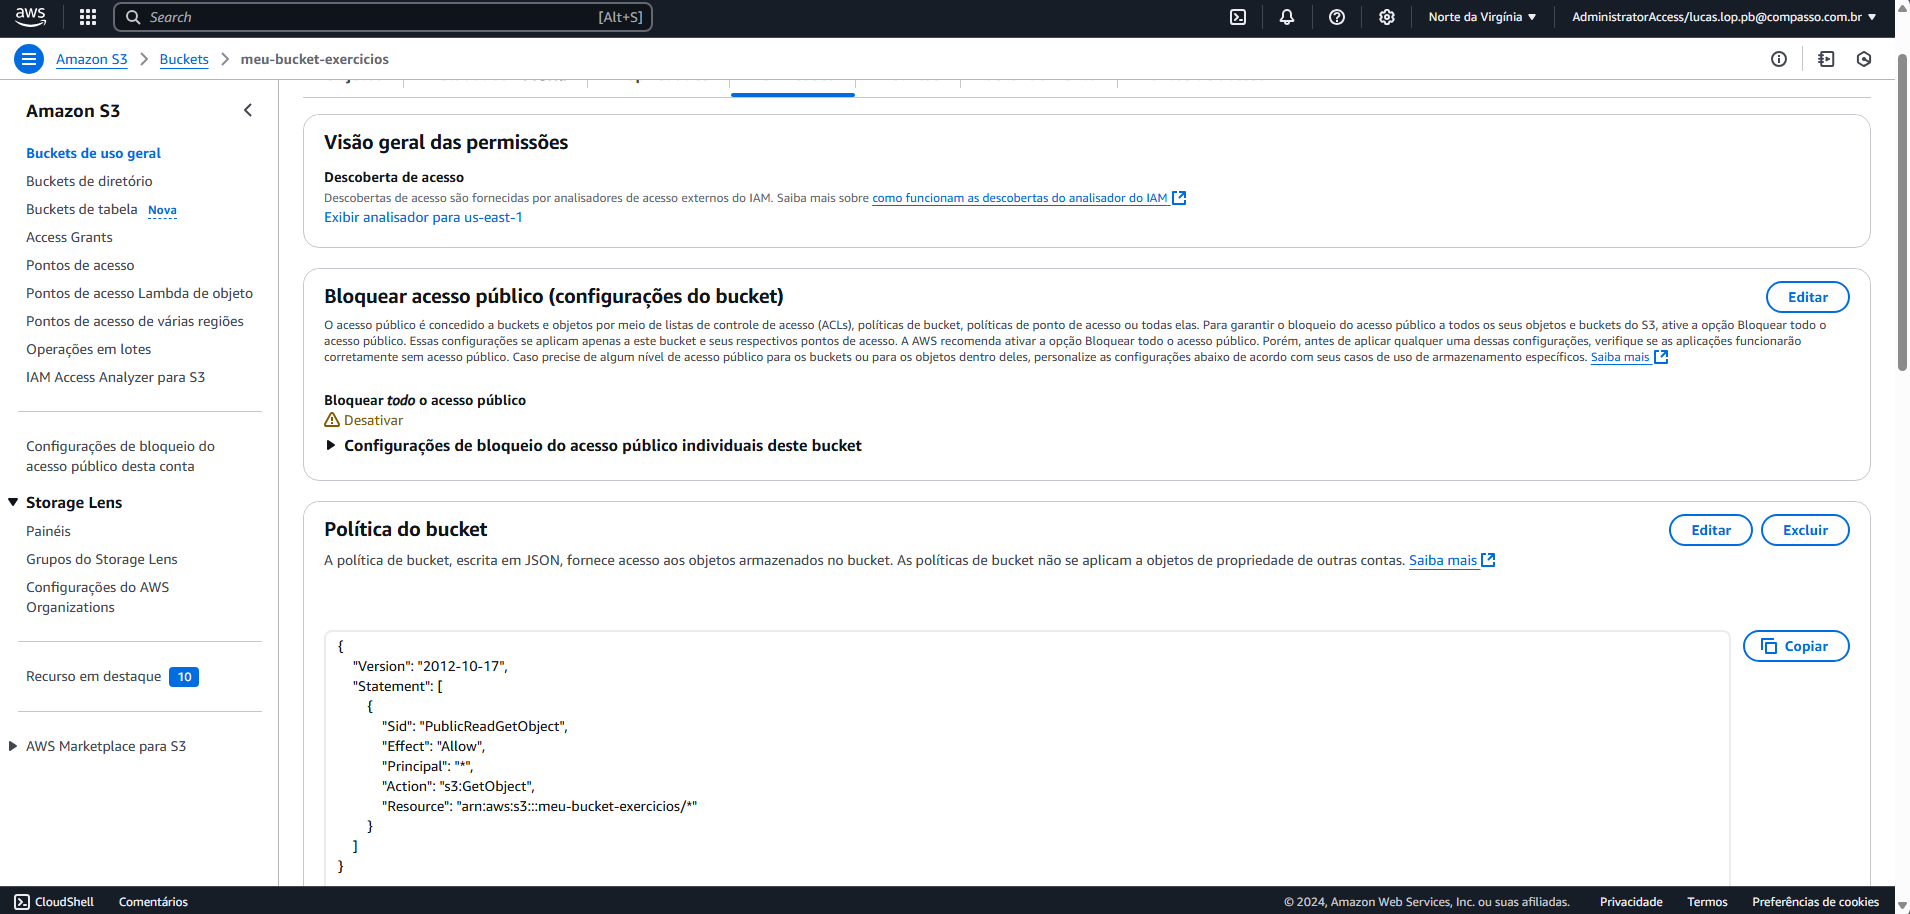 aws
Search
[Alt+S]
Norte da Virgínia
AdministratorAccess/lucas.lop.pb@compasso.com.br
Amazon S3
Buckets
meu-bucket-exercicios
Amazon S3
Buckets de uso geral
Buckets de diretório
Buckets de tabela Nova
Access Grants
Pontos de acesso
Pontos de acesso Lambda de objeto
Pontos de acesso de várias regiões
Operações em lotes
IAM Access Analyzer para S3
Configurações de bloqueio do
acesso público desta conta
Storage Lens
Painéis
Grupos do Storage Lens
Configurações do AWS
Organizations
Recurso em destaque 10
AWS Marketplace para S3
Visão geral das permissões
Descoberta de acesso
Descobertas de acesso são fornecidas por analisadores de acesso externos do IAM. Saiba mais sobre como funcionam as descobertas do analisador do IAM
Exibir analisador para us-east-1
Bloquear acesso público (configurações do bucket)
Editar
O acesso público é concedido a buckets e objetos por meio de listas de controle de acesso (ACLs), políticas de bucket, políticas de ponto de acesso ou todas elas. Para garantir o bloqueio do acesso público a todos os seus objetos e buckets do S3, ative a opção Bloquear todo o
acesso público. Essas configurações se aplicam apenas a este bucket e seus respectivos pontos de acesso. A AWS recomenda ativar a opção Bloquear todo o acesso público. Porém, antes de aplicar qualquer uma dessas configurações, verifique se as aplicações funcionarão
corretamente sem acesso público. Caso precise de algum nível de acesso público para os buckets ou para os objetos dentro deles, personalize as configurações abaixo de acordo com seus casos de uso de armazenamento específicos. Saiba mais
Bloquear todo o acesso público
Desativar
Configurações de bloqueio do acesso público individuais deste bucket
Política do bucket
Editar
Excluir
A política de bucket, escrita em JSON, fornece acesso aos objetos armazenados no bucket. As políticas de bucket não se aplicam a objetos de propriedade de outras contas. Saiba mais
Copiar
{
"Version": "2012-10-17",
"Statement": [
{
"Sid": "PublicReadGetObject",
"Effect": "Allow",
"Principal": "*",
"Action": "s3:GetObject",
"Resource": "arn:aws:s3:::meu-bucket-exercicios/*"
}
]
}
CloudShell
Comentários
© 2024, Amazon Web Services, Inc. ou suas afiliadas.
Privacidade
Termos
Preferências de cookies